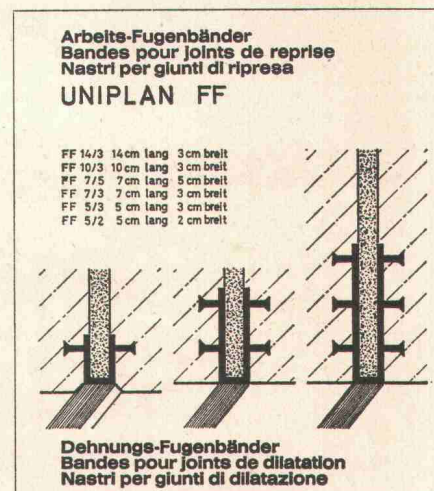 Arbeits-Fugenbänder
Bandes pour joints de reprise
Nastri per giunti di ripresa
UNIPLAN FF
FF 14/3 14 cm lang 3 cm breit
FF 10/3 10 cm lang 3 cm breit
FF 7/5 7 cm lang 5 cm breit
FF 7/3 7 cm lang 3 cm breit
FF 5/3 5 cm lang 3 cm breit
FF 5/2 5 cm lang 2 cm breit
Dehnungs-Fugenbänder
Bandes pour joints de dilatation
Nastri per giunti di dilatazione